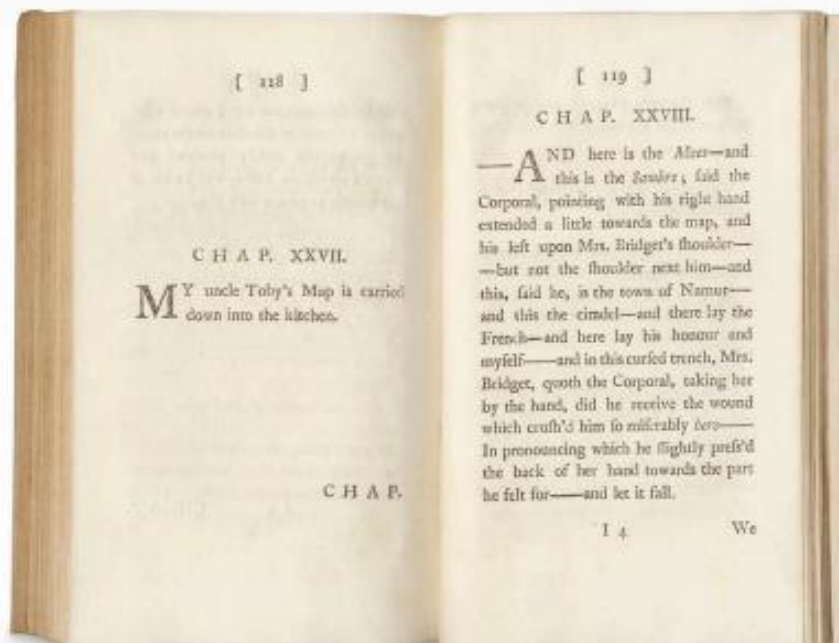 [ 118 ]
CHAP. XXVII.
MY uncle Toby's Map is carried
down into the kitchen.
CHAP.
[ 119 ]
CHAP. XXVIII.
—AND here is the Maes—and
this is the Sambre; ſaid the
Corporal, pointing with his right hand
extended a little towards the map, and
his left upon Mrs. Bridget's ſhoulder—
—but not the ſhoulder next him—and
this, ſaid he, is the town of Namur—
and this the citadel—and there lay the
French—and here lay his honour and
myſelf——and in this curſed trench, Mrs.
Bridget, quoth the Corporal, taking her
by the hand, did he receive the wound
which cruſh'd him ſo miſerably here——
In pronouncing which he ſlightly preſs'd
the back of her hand towards the part
he felt for——and let it fall.
I 4
We